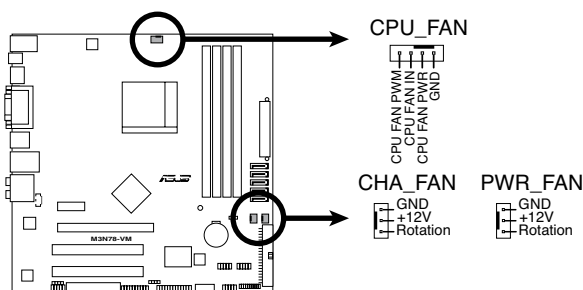 CPU_FAN
CPU FAN PWM
CPU FAN IN
CPU FAN PWR
GND
CHA_FAN
GND
+12V
Rotation
PWR_FAN
GND
+12V
Rotation
ASUS
M3N78-VM